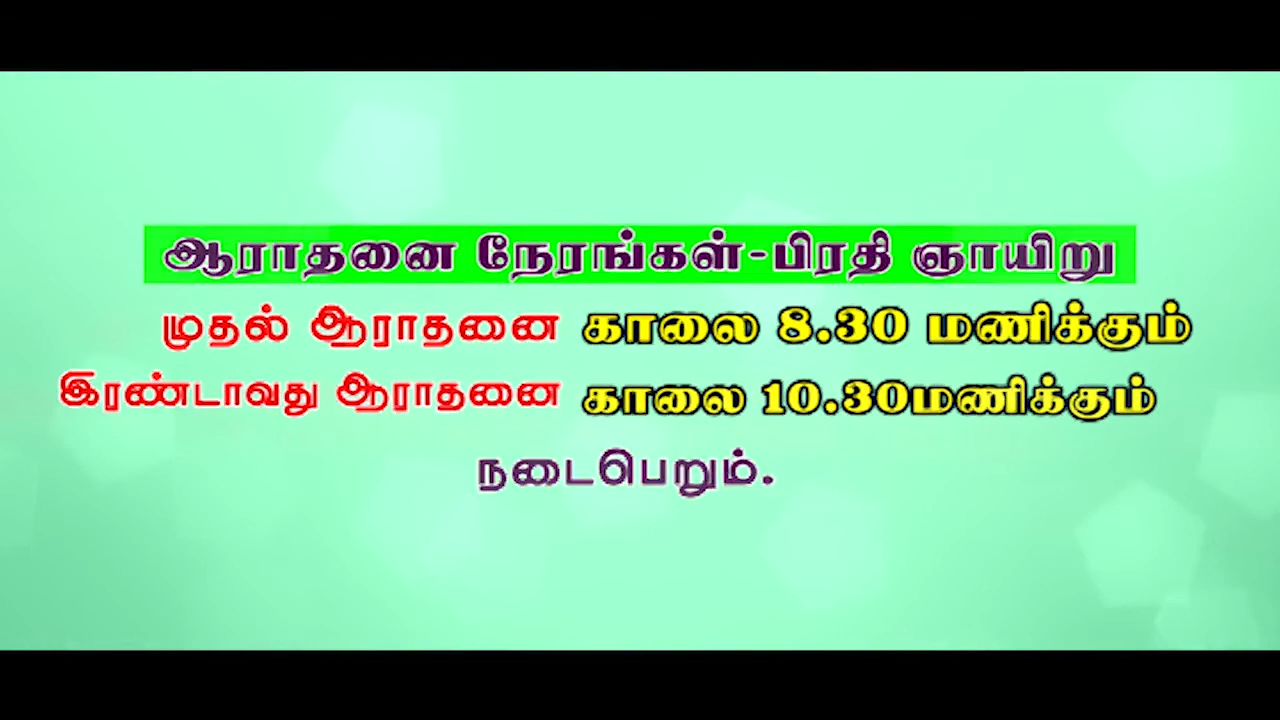 ஆராதனை நேரங்கள்-பிரதி ஞாயிறு
முதல் ஆராதனை காலை 8.30 மணிக்கும்
இரண்டாவது ஆராதனை காலை 10.30மணிக்கும்
நடைபெறும்.